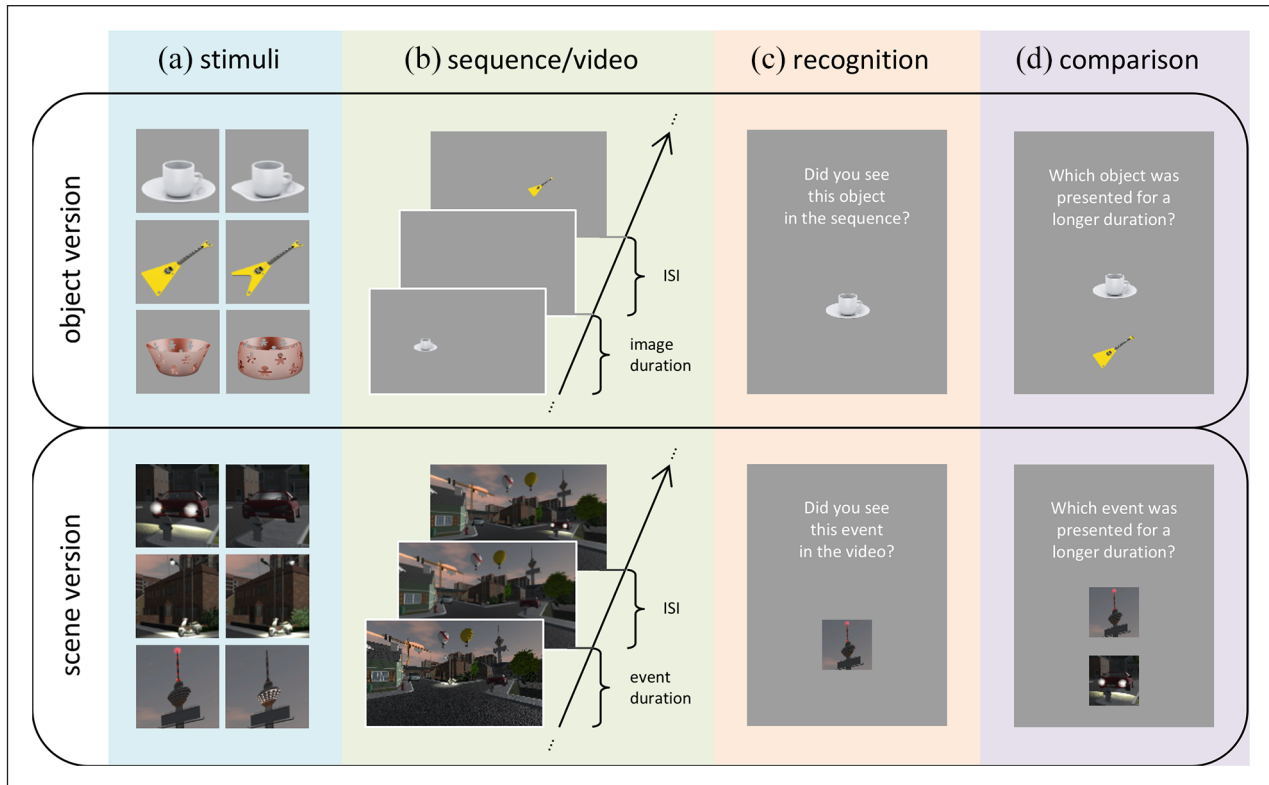 (a) stimuli
(b) sequence/video
(c) recognition
(d) comparison
object version
ISI
image
duration
Did you see
this object
in the sequence?
Which object was
presented for a
longer duration?
scene version
ISI
event
duration
Did you see
this event
in the video?
Which event was
presented for a
longer duration?